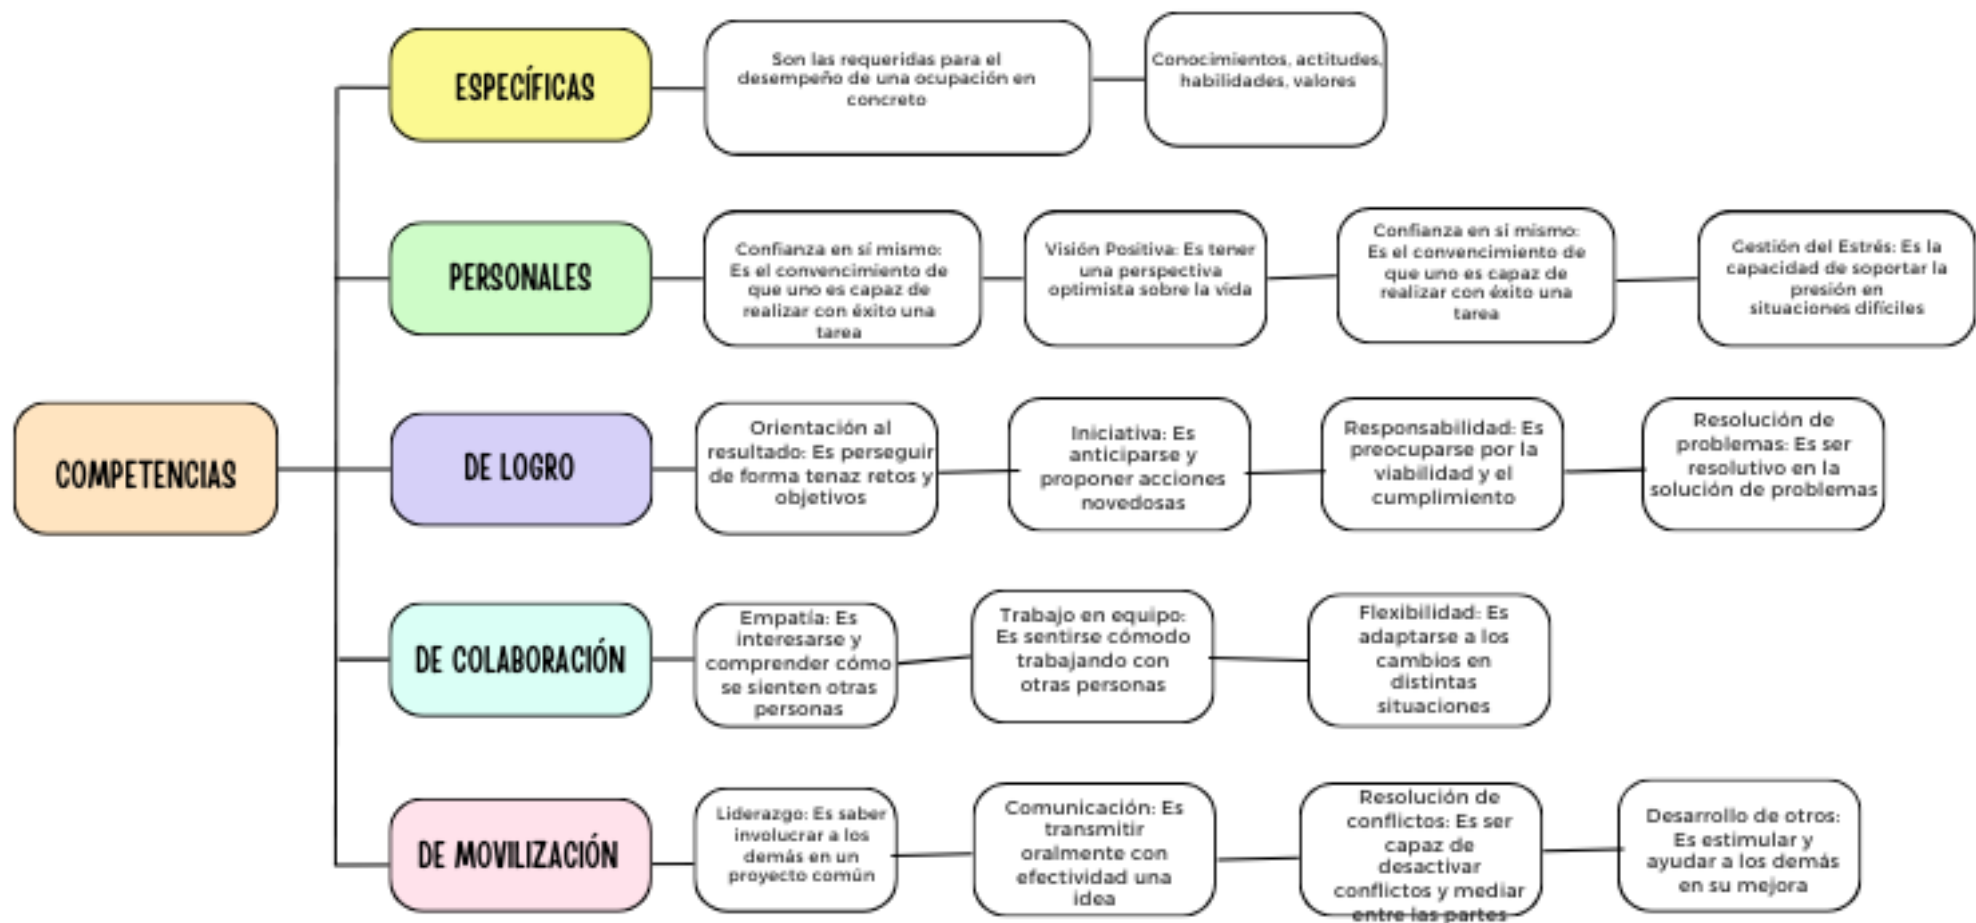 COMPETENCIAS
ESPECÍFICAS
Son las requeridas para el
desempeño de una ocupación en
concreto
Conocimientos, actitudes,
habilidades, valores
PERSONALES
Confianza en sí mismo:
Es el convencimiento de
que uno es capaz de
realizar con éxito una
tarea
Visión Positiva: Es tener
una perspectiva
optimista sobre la vida
Confianza en sí mismo:
Es el convencimiento de
que uno es capaz de
realizar con éxito una
tarea
Gestión del Estrés: Es la
capacidad de soportar la
presión en
situaciones difíciles
DE LOGRO
Orientación al
resultado: Es perseguir
de forma tenaz retos y
objetivos
Iniciativa: Es
anticiparse y
proponer acciones
novedosas
Responsabilidad: Es
preocuparse por la
viabilidad y el
cumplimiento
Resolución de
problemas: Es ser
resolutivo en la
solución de problemas
DE COLABORACIÓN
Empatía: Es
interesarse y
comprender cómo
se sienten otras
personas
Trabajo en equipo:
Es sentirse cómodo
trabajando con
otras personas
Flexibilidad: Es
adaptarse a los
cambios en
distintas
situaciones
DE MOVILIZACIÓN
Liderazgo: Es saber
involucrar a los
demás en un
proyecto común
Comunicación: Es
transmitir
oralmente con
efectividad una
idea
Resolución de
conflictos: Es ser
capaz de
desactivar
conflictos y mediar
entre las partes
Desarrollo de otros:
Es estimular y
ayudar a los demás
en su mejora